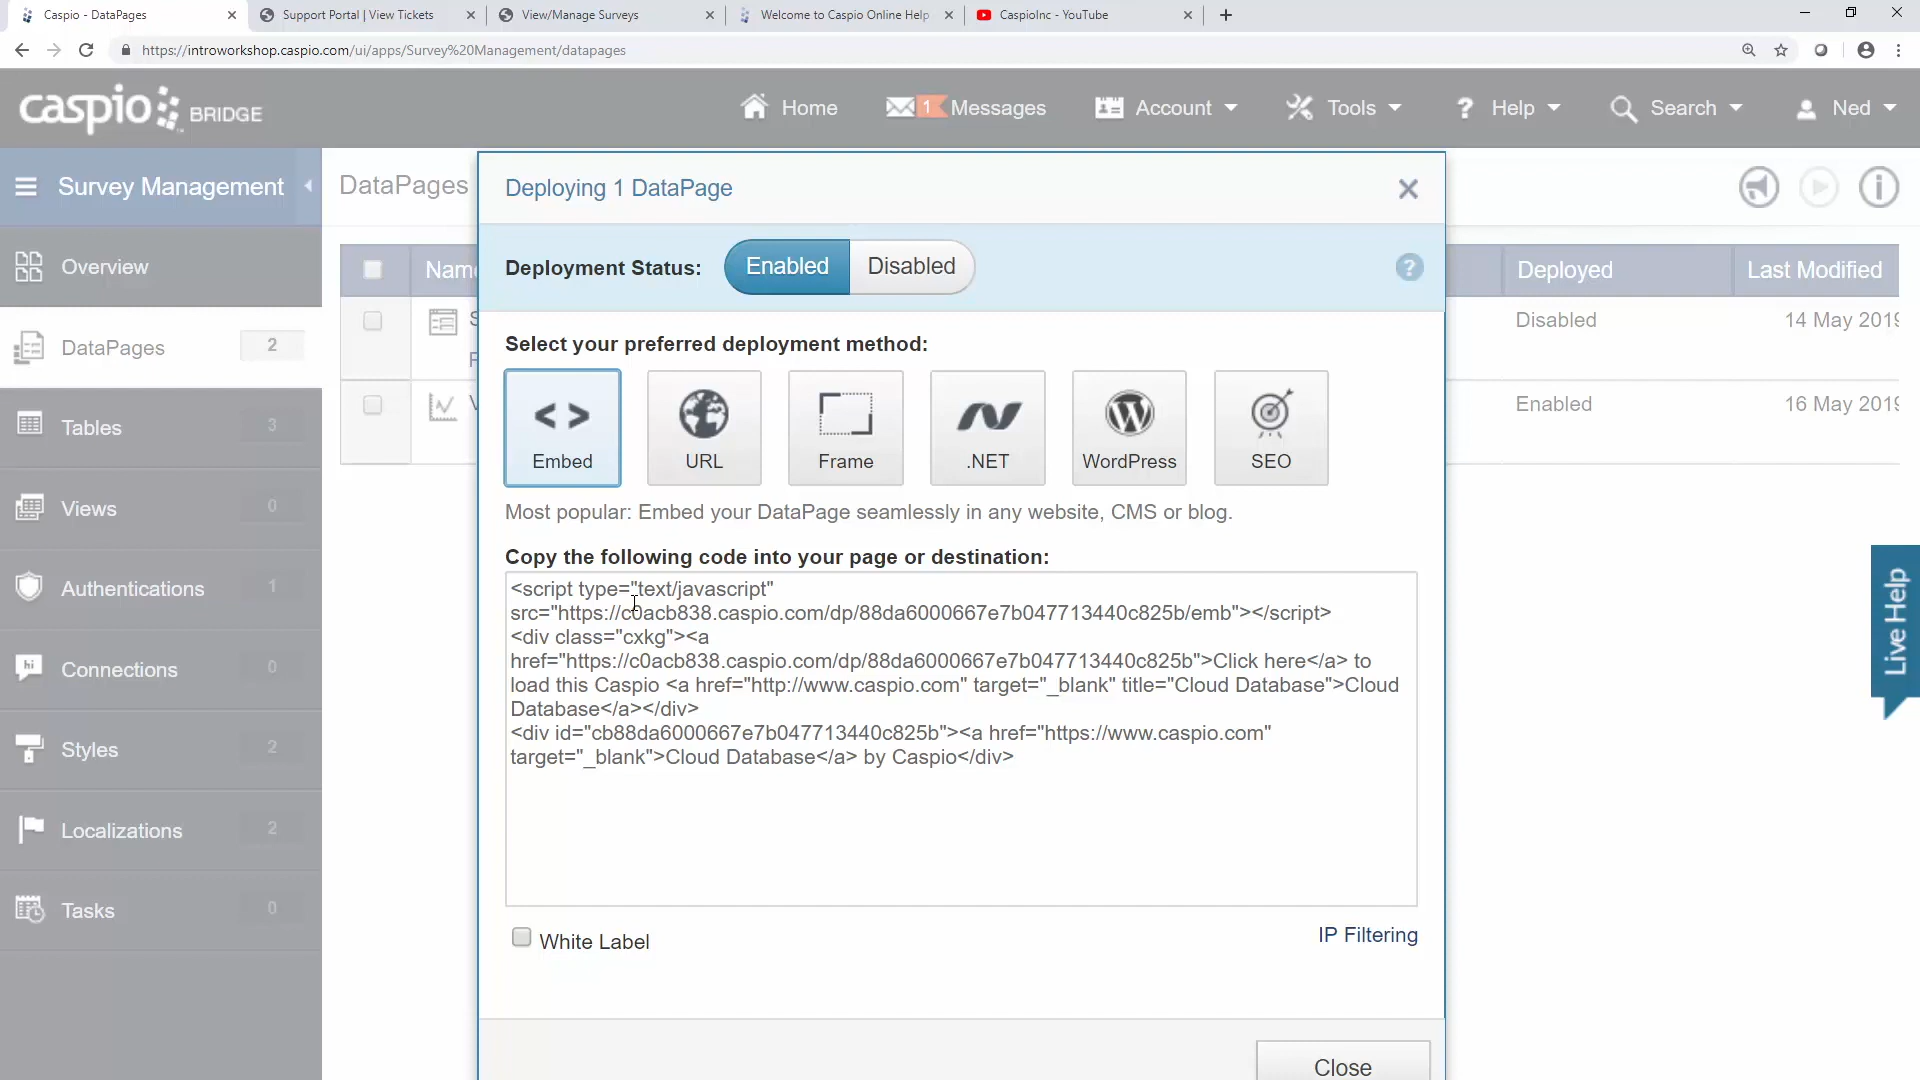 Caspio - DataPages
Support Portal | View Tickets
View/Manage Surveys
Welcome to Caspio Online Help
CaspioInc - YouTube
https://introworkshop.caspio.com/ui/apps/Survey%20Management/datapages
caspio BRIDGE
Home
1 Messages
Account
Tools
? Help
Search
Ned
Survey Management
DataPages
Deploying 1 DataPage
Overview
Deployment Status: Enabled Disabled ?
Deployed
Last Modified
Disabled
14 May 2019
DataPages 2
Select your preferred deployment method:
Enabled
16 May 2019
Embed
URL
Frame
.NET
WordPress
SEO
Tables 3
Views 0
Most popular: Embed your DataPage seamlessly in any website, CMS or blog.
Copy the following code into your page or destination:
<script type="text/javascript"
src="https://c0acb838.caspio.com/dp/88da6000667e7b047713440c825b/emb"></script>
<div class="cxkg"><a
href="https://c0acb838.caspio.com/dp/88da6000667e7b047713440c825b">Click here</a> to
load this Caspio <a href="http://www.caspio.com" target="_blank" title="Cloud Database">Cloud
Database</a></div>
<div id="cb88da6000667e7b047713440c825b"><a href="https://www.caspio.com"
target="_blank">Cloud Database</a> by Caspio</div>
Authentications 1
hi Connections 0
Styles 2
Localizations 2
Tasks 0
Live Help
White Label
IP Filtering
Close